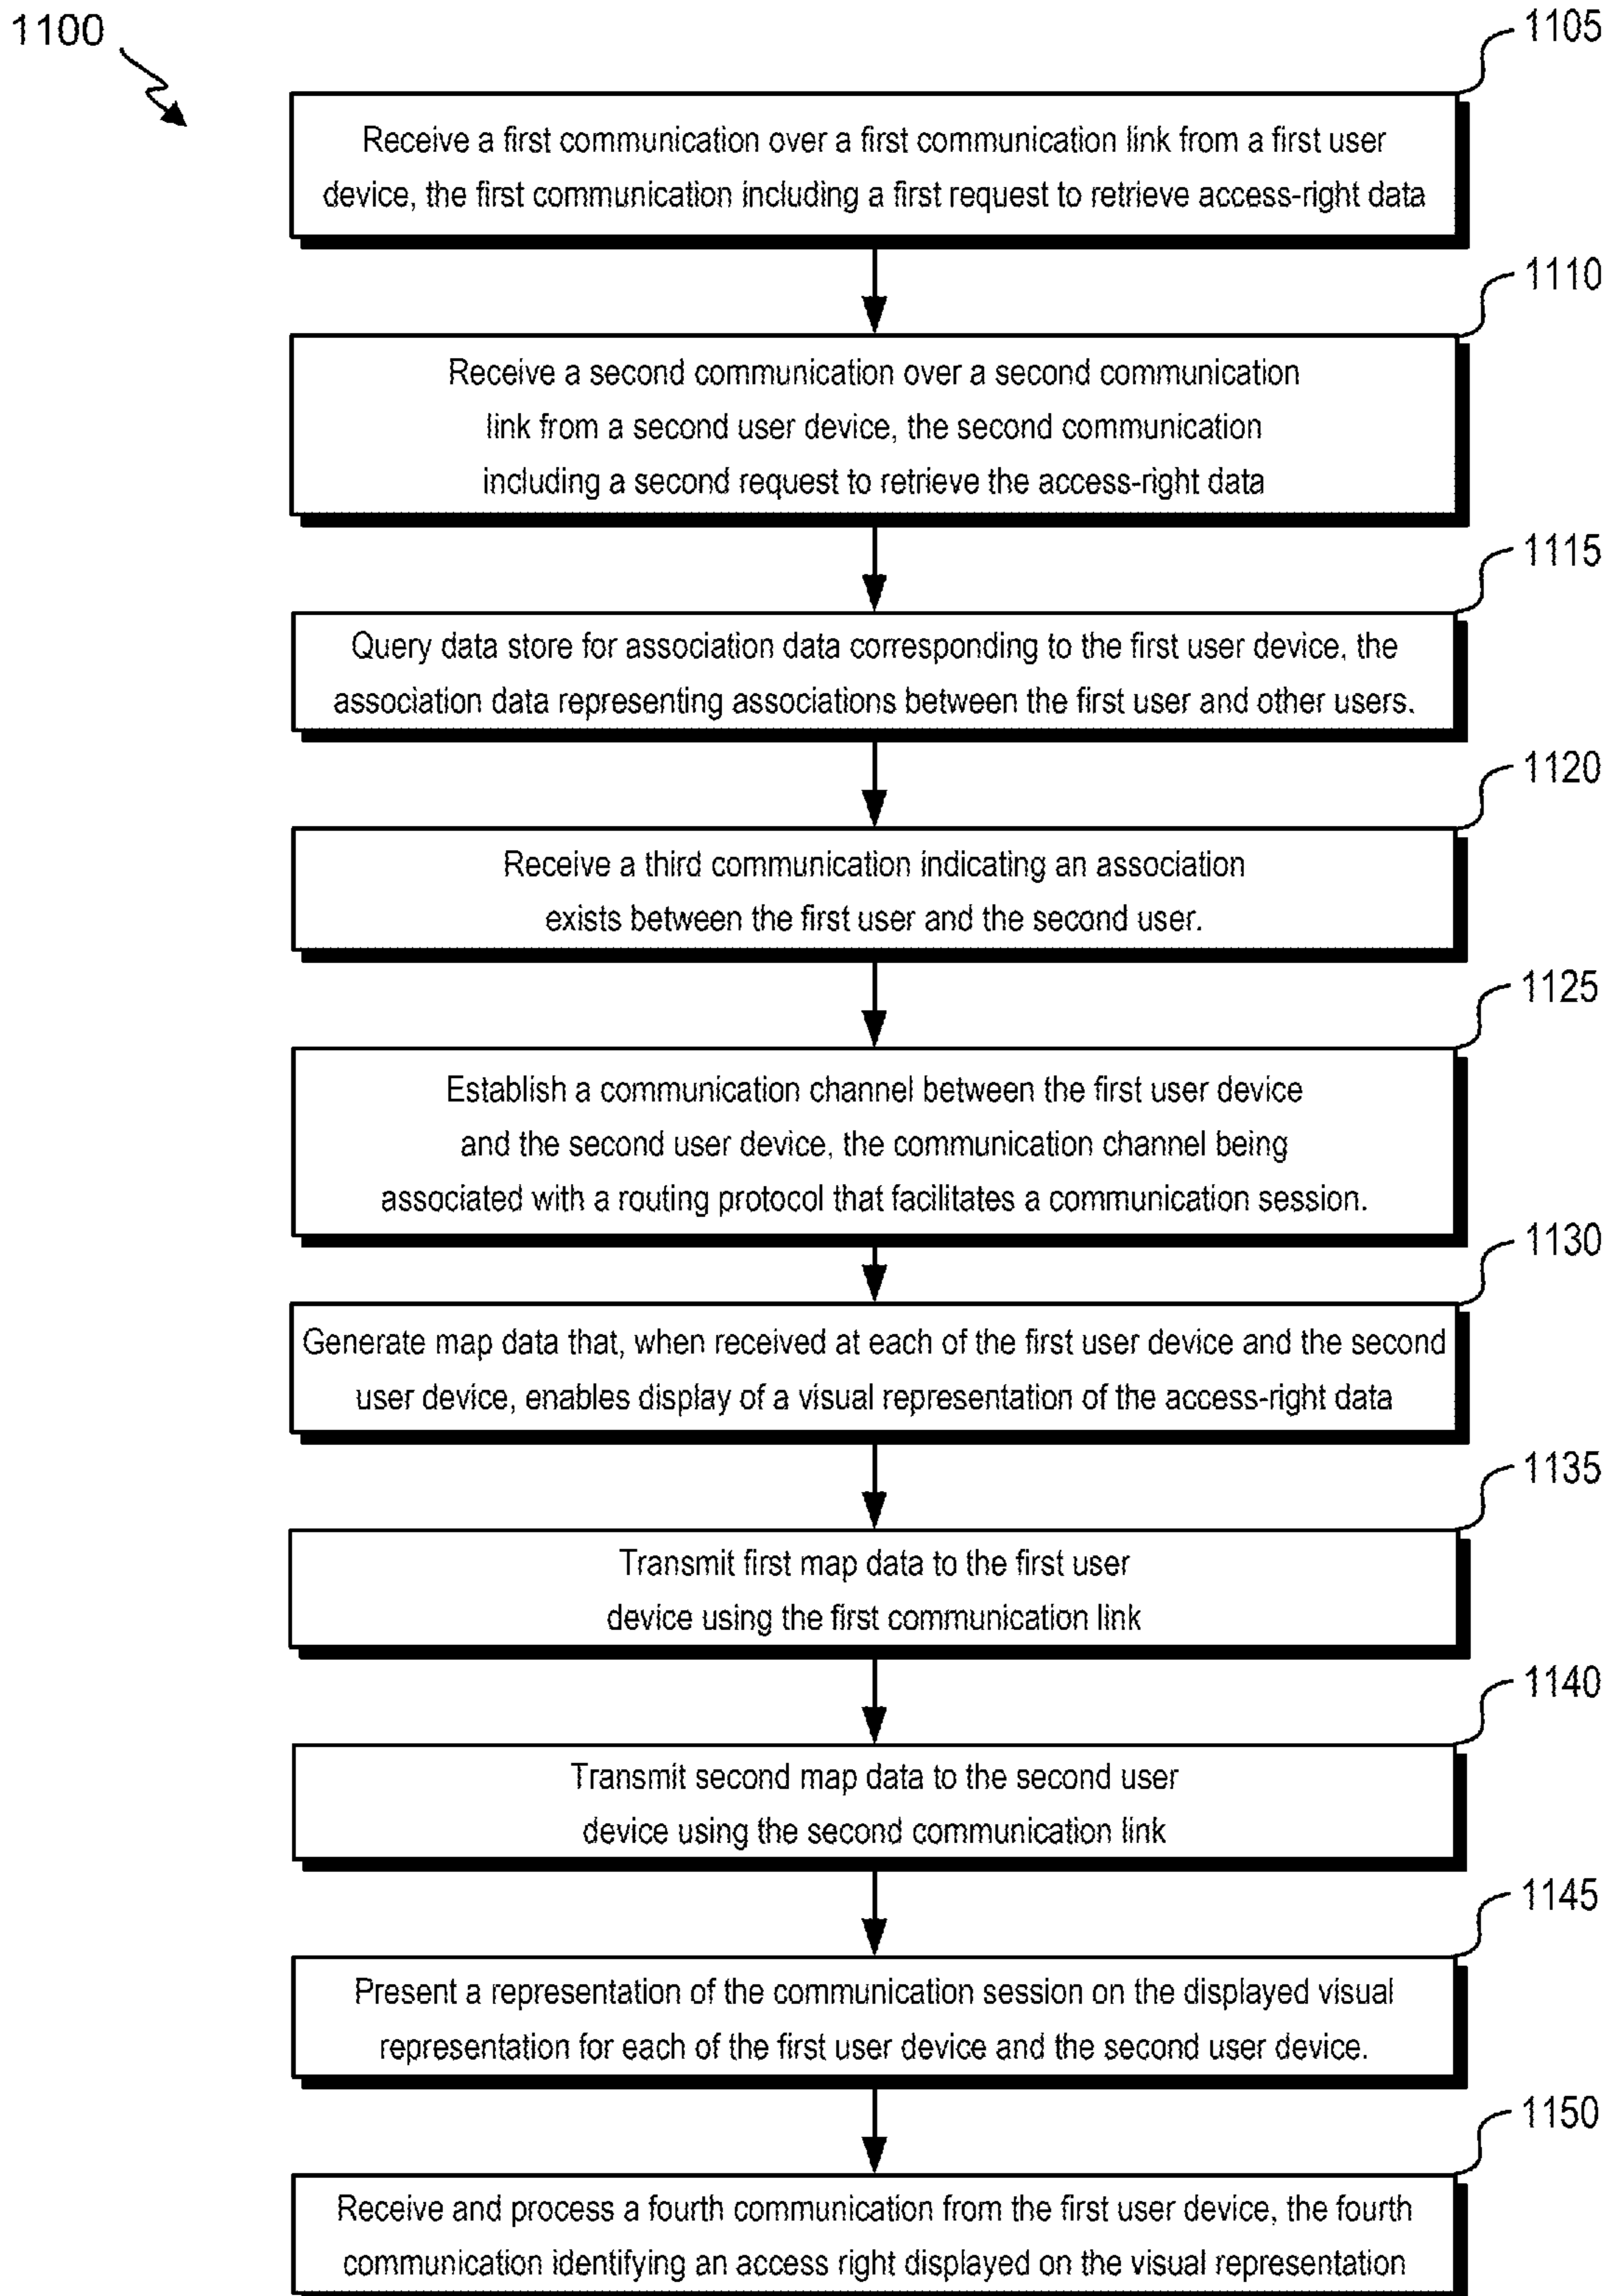 1100
1105
Receive a first communication over a first communication link from a first user
device, the first communication including a first request to retrieve access-right data
1110
Receive a second communication over a second communication
link from a second user device, the second communication
including a second request to retrieve the access-right data
1115
Query data store for association data corresponding to the first user device, the
association data representing associations between the first user and other users.
1120
Receive a third communication indicating an association
exists between the first user and the second user.
1125
Establish a communication channel between the first user device
and the second user device, the communication channel being
associated with a routing protocol that facilitates a communication session.
1130
Generate map data that, when received at each of the first user device and the second
user device, enables display of a visual representation of the access-right data
1135
Transmit first map data to the first user
device using the first communication link
1140
Transmit second map data to the second user
device using the second communication link
1145
Present a representation of the communication session on the displayed visual
representation for each of the first user device and the second user device.
1150
Receive and process a fourth communication from the first user device, the fourth
communication identifying an access right displayed on the visual representation